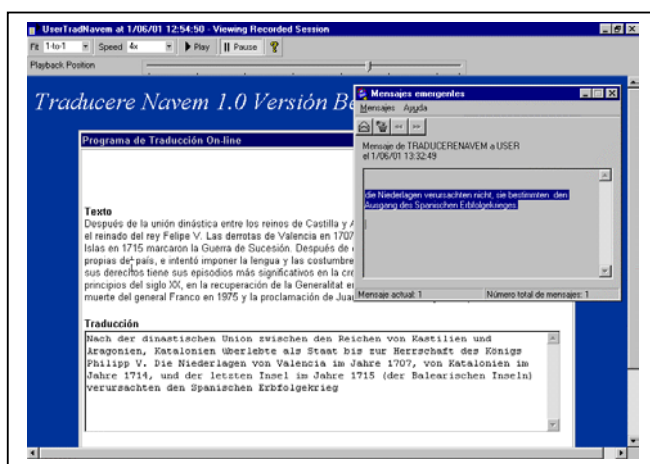 UserTradNavem at 1/06/01 12:54:50 - Viewing Recorded Session
Fit 1-to-1 Speed 4x Play Pause
Playback Position
Traducere Navem 1.0 Versión Be
Mensajes emergentes
Mensajes Ayuda
Mensaje de TRADUCERENAVEM a USER
el 1/06/01 13:32:49
die Niederlagen verursachten nicht, sie bestimmten den
Ausgang des Spanischen Erbfolgekrieges.
Mensaje actual: 1 Número total de mensajes: 1
Programa de Traducción On-line
Texto
Después de la unión dinástica entre los reinos de Castilla y A
el reinado del rey Felipe V. Las derrotas de Valencia en 1707
Islas en 1715 marcaron la Guerra de Sucesión. Después de
propias del país, e intentó imponer la lengua y las costumbre
sus derechos tiene sus episodios más significativos en la cre
principios del siglo XX, en la recuperación de la Generalitat e
muerte del general Franco en 1975 y la proclamación de Jua
Traducción
Nach der dinastischen Union zwischen den Reichen von Kastilien und
Aragonien, Katalonien überlebte als Staat bis zur Herrschaft des Königs
Philipp V. Die Niederlagen von Valencia im Jahre 1707, von Katalonien im
Jahre 1714, und der letzten Insel im Jahre 1715 (der Balearischen Inseln)
verursachten den Spanischen Erbfolgekrieg